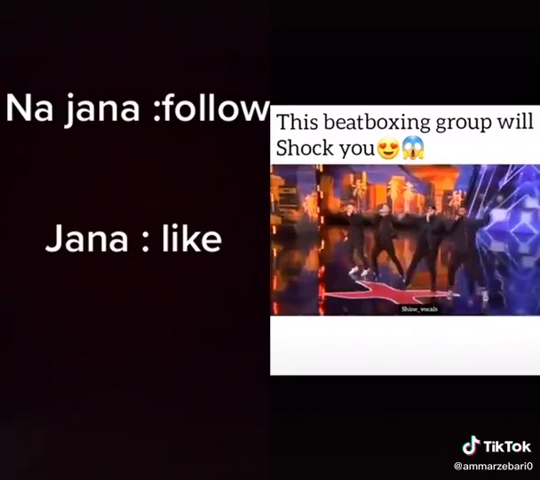 Na jana :follow
Jana : like
This beatboxing group will
Shock you😍😱
Shine_vocals
TikTok
@ammarzebari0